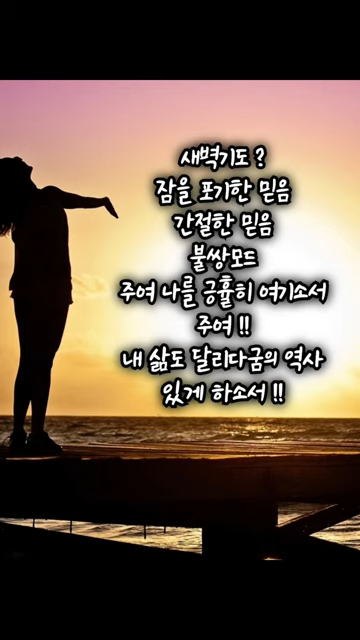 새벽기도 ?
잠을 포기한 믿음
간절한 믿음
불쌍모드
주여 나를 긍휼히 여기소서
주여 !!
내 삶도 달리다굼의 역사
있게 하소서 !!